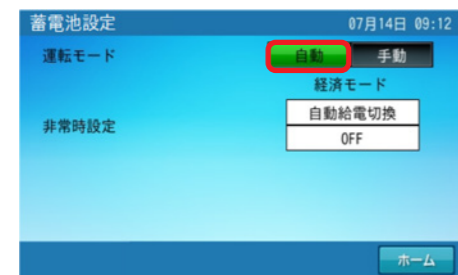 蓄電池設定 07月14日 09:12
運転モード 自動 手動
経済モード
非常時設定 自動給電切換
OFF
ホーム